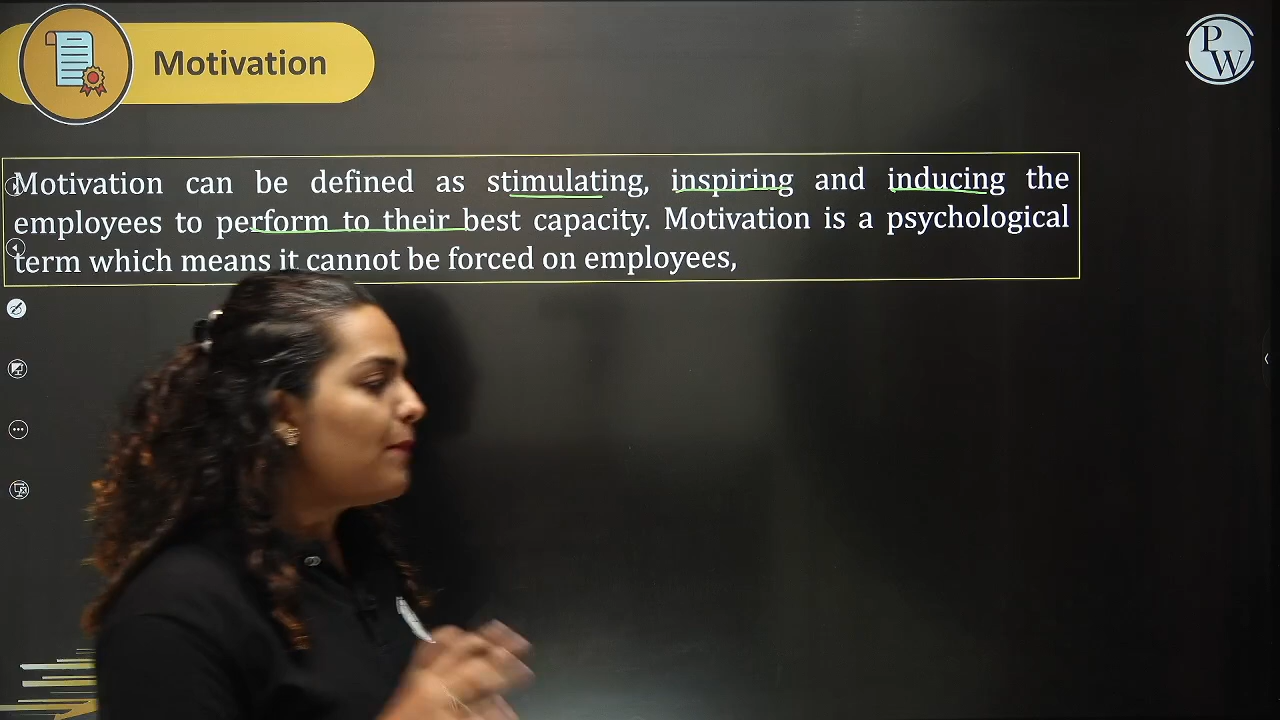 Motivation
PW
Motivation can be defined as stimulating, inspiring and inducing the
employees to perform to their best capacity. Motivation is a psychological
term which means it cannot be forced on employees,